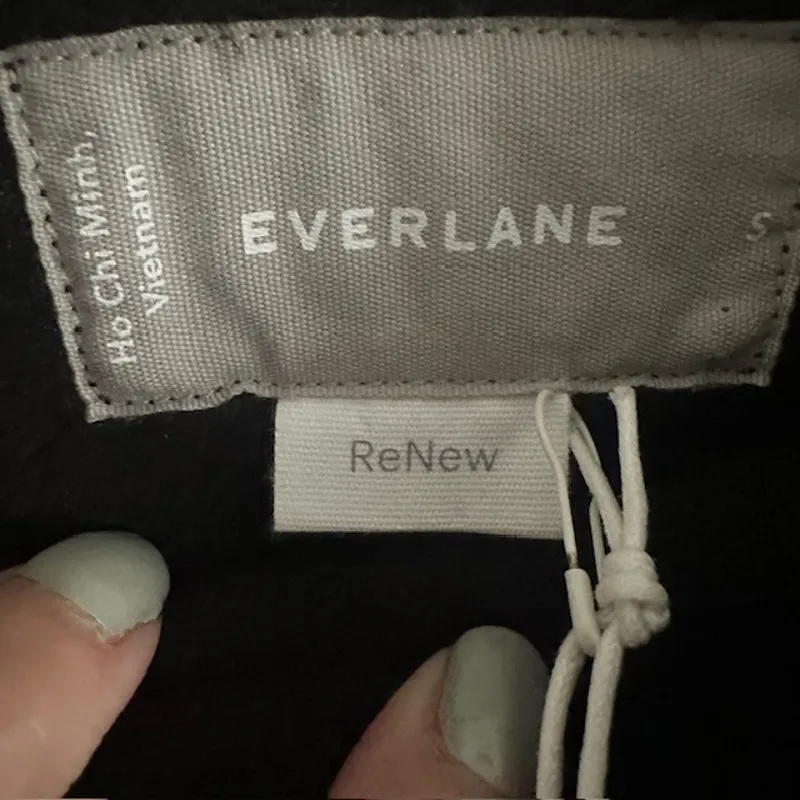 Ho Chi Minh,
Vietnam
EVERLANE
S
ReNew